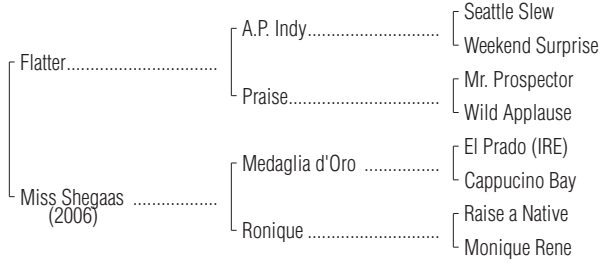 Seattle Slew
A.P. Indy..............................
Weekend Surprise
Flatter..................................
Mr. Prospector
Praise..................................
Wild Applause
El Prado (IRE)
Medaglia d'Oro .................
Cappucino Bay
Miss Shegaas ...................
(2006)
Raise a Native
Ronique ..............................
Monique Rene